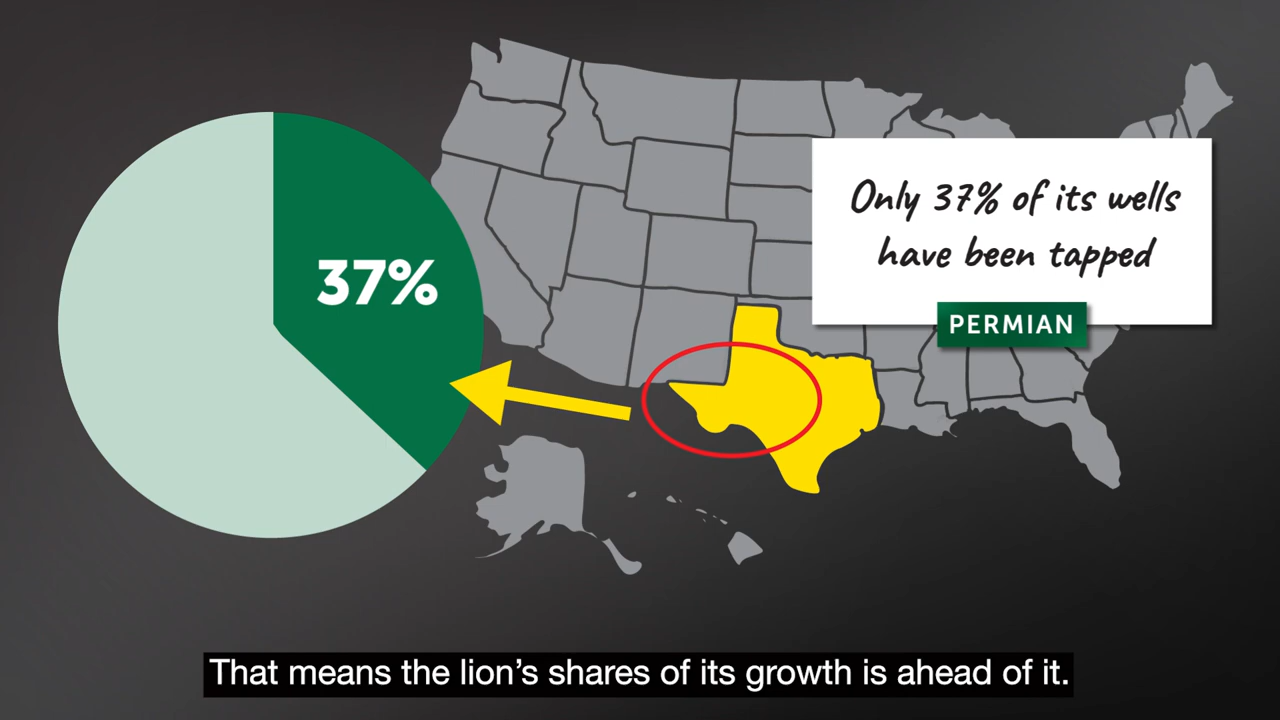 37%
Only 37% of its wells
have been tapped
PERMIAN
That means the lion's shares of its growth is ahead of it.